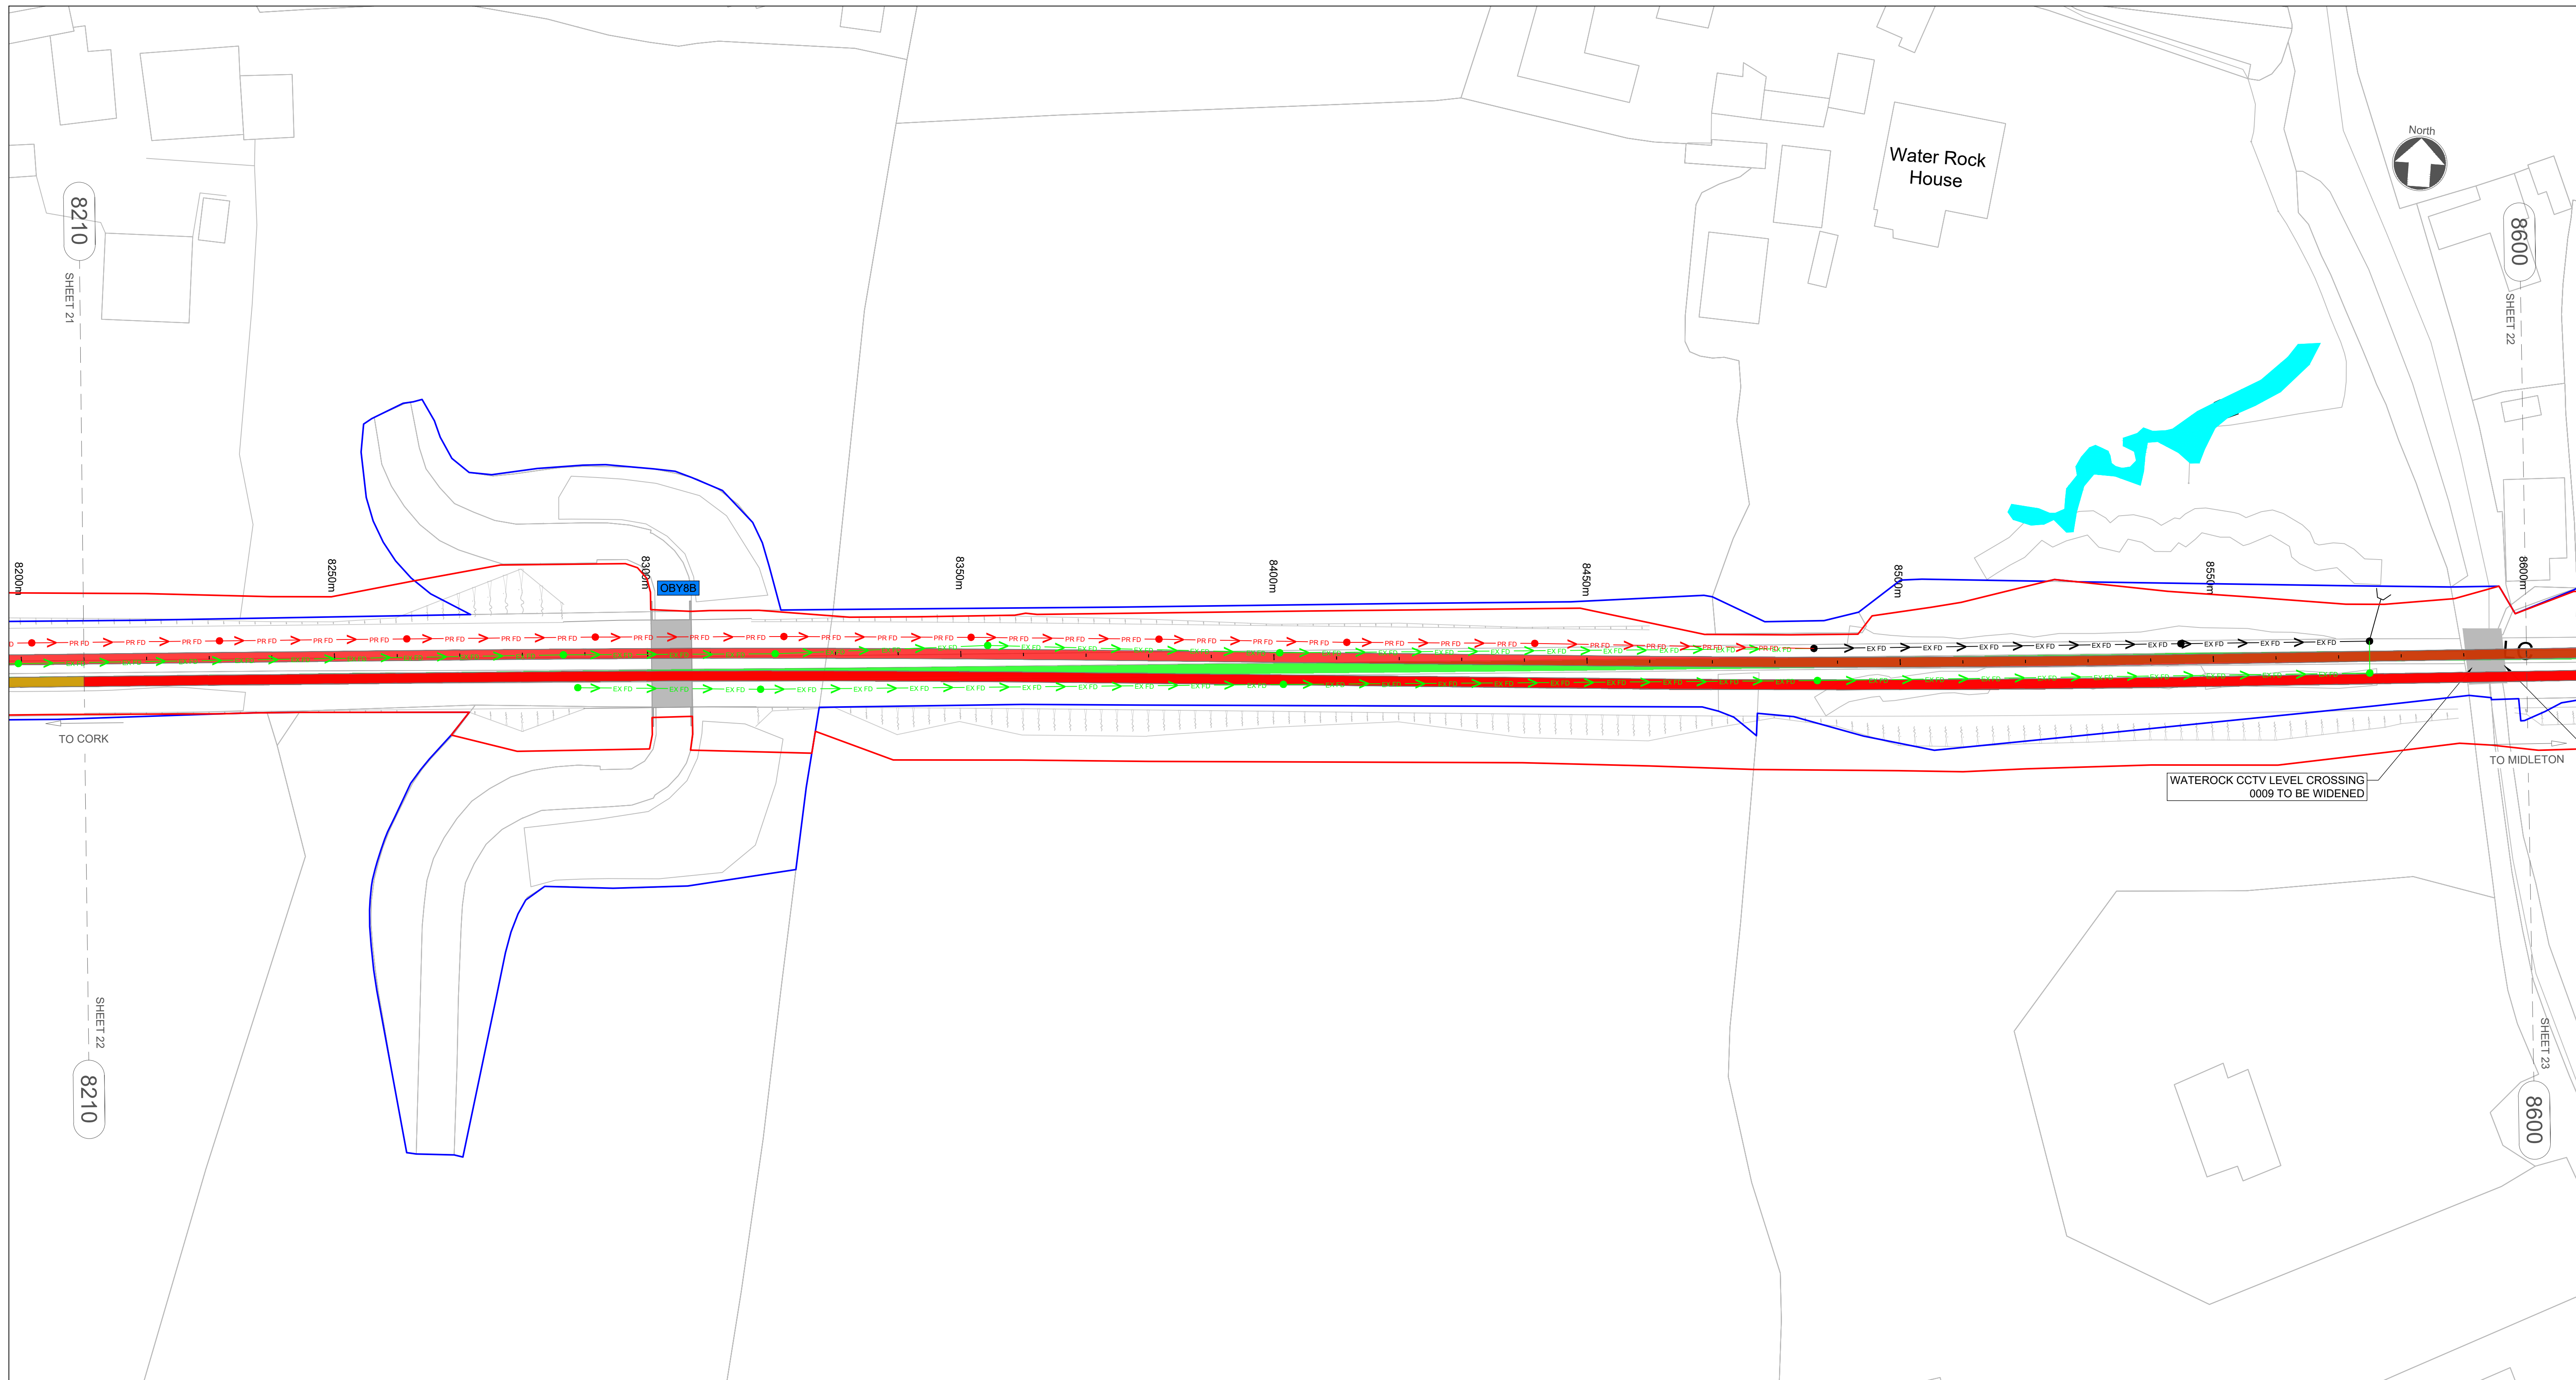 North
Water Rock
House
8210
SHEET 21
8600
SHEET 22
8200m
8250m
8300m
8350m
8400m
8450m
8500m
8550m
8600m
OBY8B
PR FD
EX FD
LC
TO CORK
TO MIDLETON
WATEROCK CCTV LEVEL CROSSING
0009 TO BE WIDENED
SHEET 22
8210
SHEET 23
8600